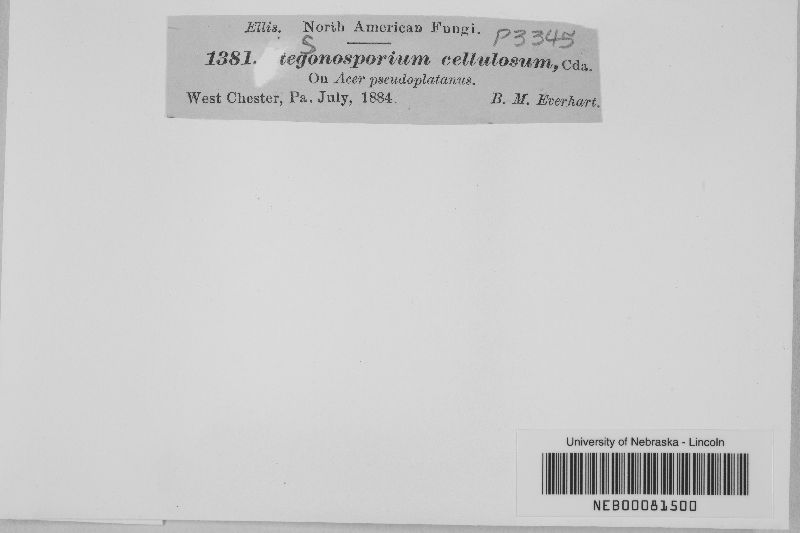 Ellis. North American Fungi. P3345
S
1381. tegonosporium cellulosum, Cda.
On Acer pseudoplatanus.
West Chester, Pa. July, 1884. B. M. Everhart.
University of Nebraska - Lincoln
NEB00081500